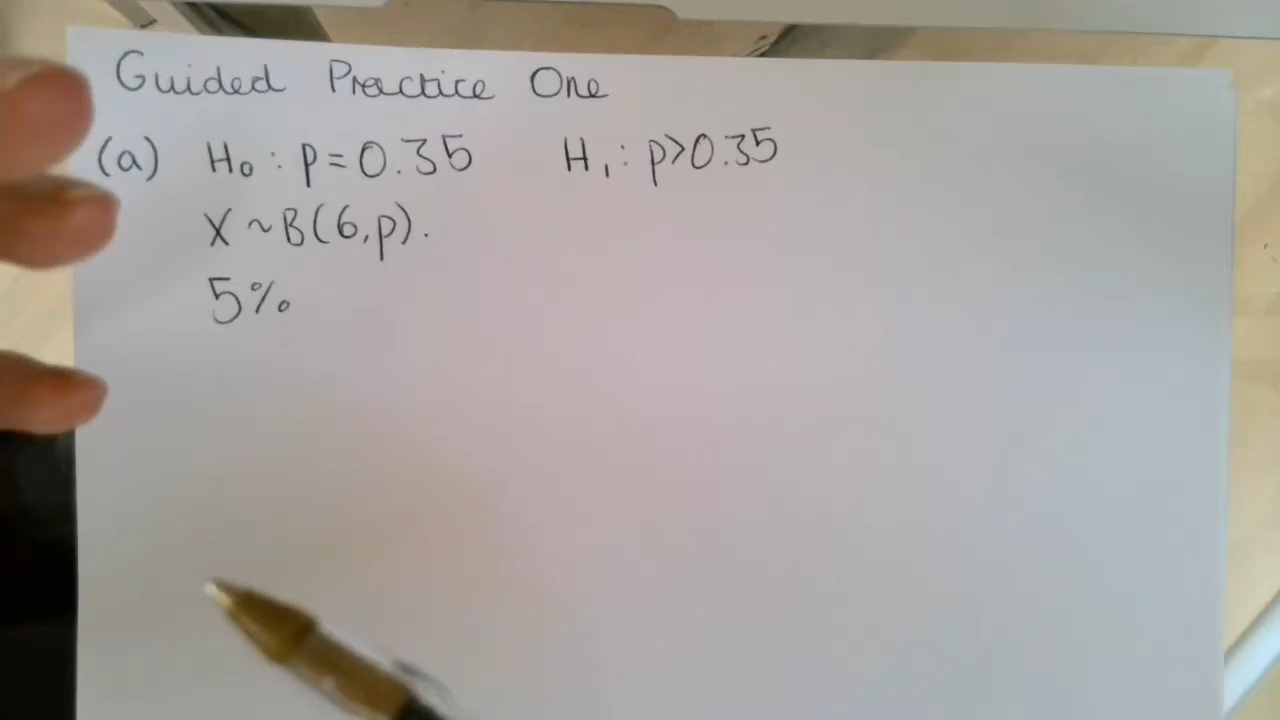 Guided Practice One
(a) H₀ : p = 0.35 H₁ : p > 0.35
X ~ B(6, p).
5%